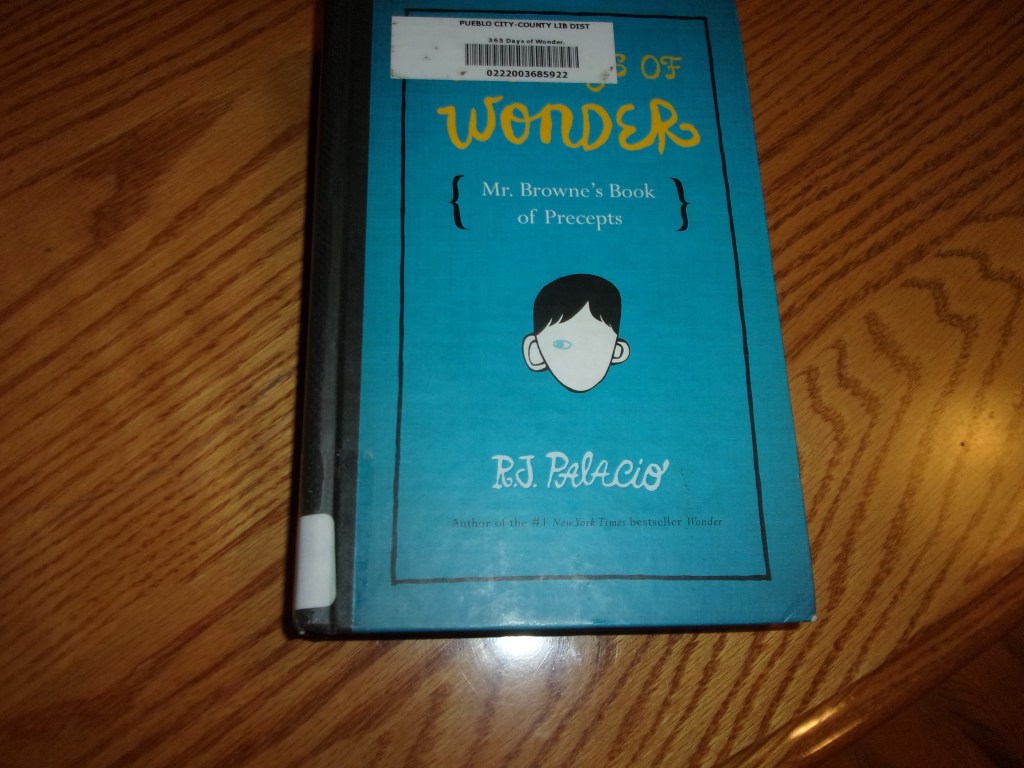 PUEBLO CITY-COUNTY LIB DIST
365 Days of Wonder.
0222003685922
OF
WONDER
{ Mr. Browne's Book
of Precepts }
R.J. PALACIO
Author of the #1 New York Times bestseller Wonder